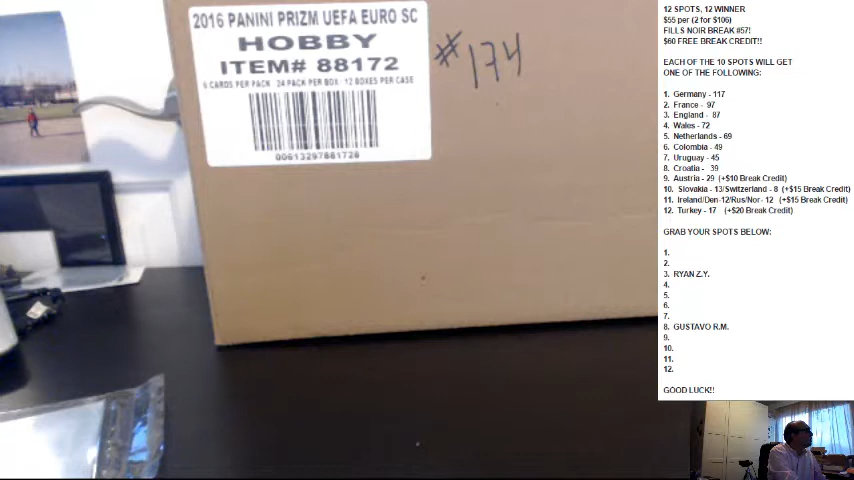 2016 PANINI PRIZM UEFA EURO SC
HOBBY
ITEM# 88172
6 CARDS PER PACK 24 PACK PER BOX 12 BOXES PER CASE
00613297881728
#174
12 SPOTS, 12 WINNER
$55 per (2 for $106)
FILLS NOIR BREAK #57!
$60 FREE BREAK CREDIT!!
EACH OF THE 10 SPOTS WILL GET
ONE OF THE FOLLOWING:
1. Germany - 117
2. France - 97
3. England - 87
4. Wales - 72
5. Netherlands - 69
6. Colombia - 49
7. Uruguay - 45
8. Croatia - 39
9. Austria - 29 (+$10 Break Credit)
10. Slovakia - 13/Switzerland - 8 (+$15 Break Credit)
11. Ireland/Den-12/Rus/Nor- 12 (+$15 Break Credit)
12. Turkey - 17 (+$20 Break Credit)
GRAB YOUR SPOTS BELOW:
1.
2.
3. RYAN Z.Y.
4.
5.
6.
7.
8. GUSTAVO R.M.
9.
10.
11.
12.
GOOD LUCK!!